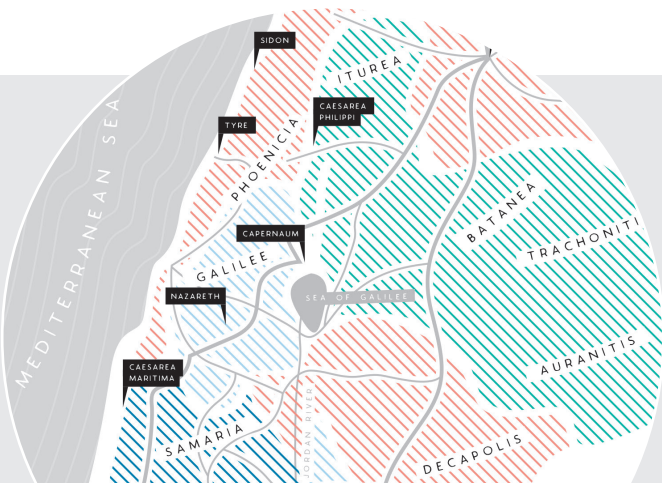 SIDON
ITUREA
CAESAREA
PHILIPPI
TYRE
PHOENICIA
MEDITERRANEAN SEA
BATANEA
TRACHONITI
CAPERNAUM
GALILEE
NAZARETH
SEA OF GALILEE
AURANITIS
CAESAREA
MARITIMA
SAMARIA
JORDAN RIVER
DECAPOLIS